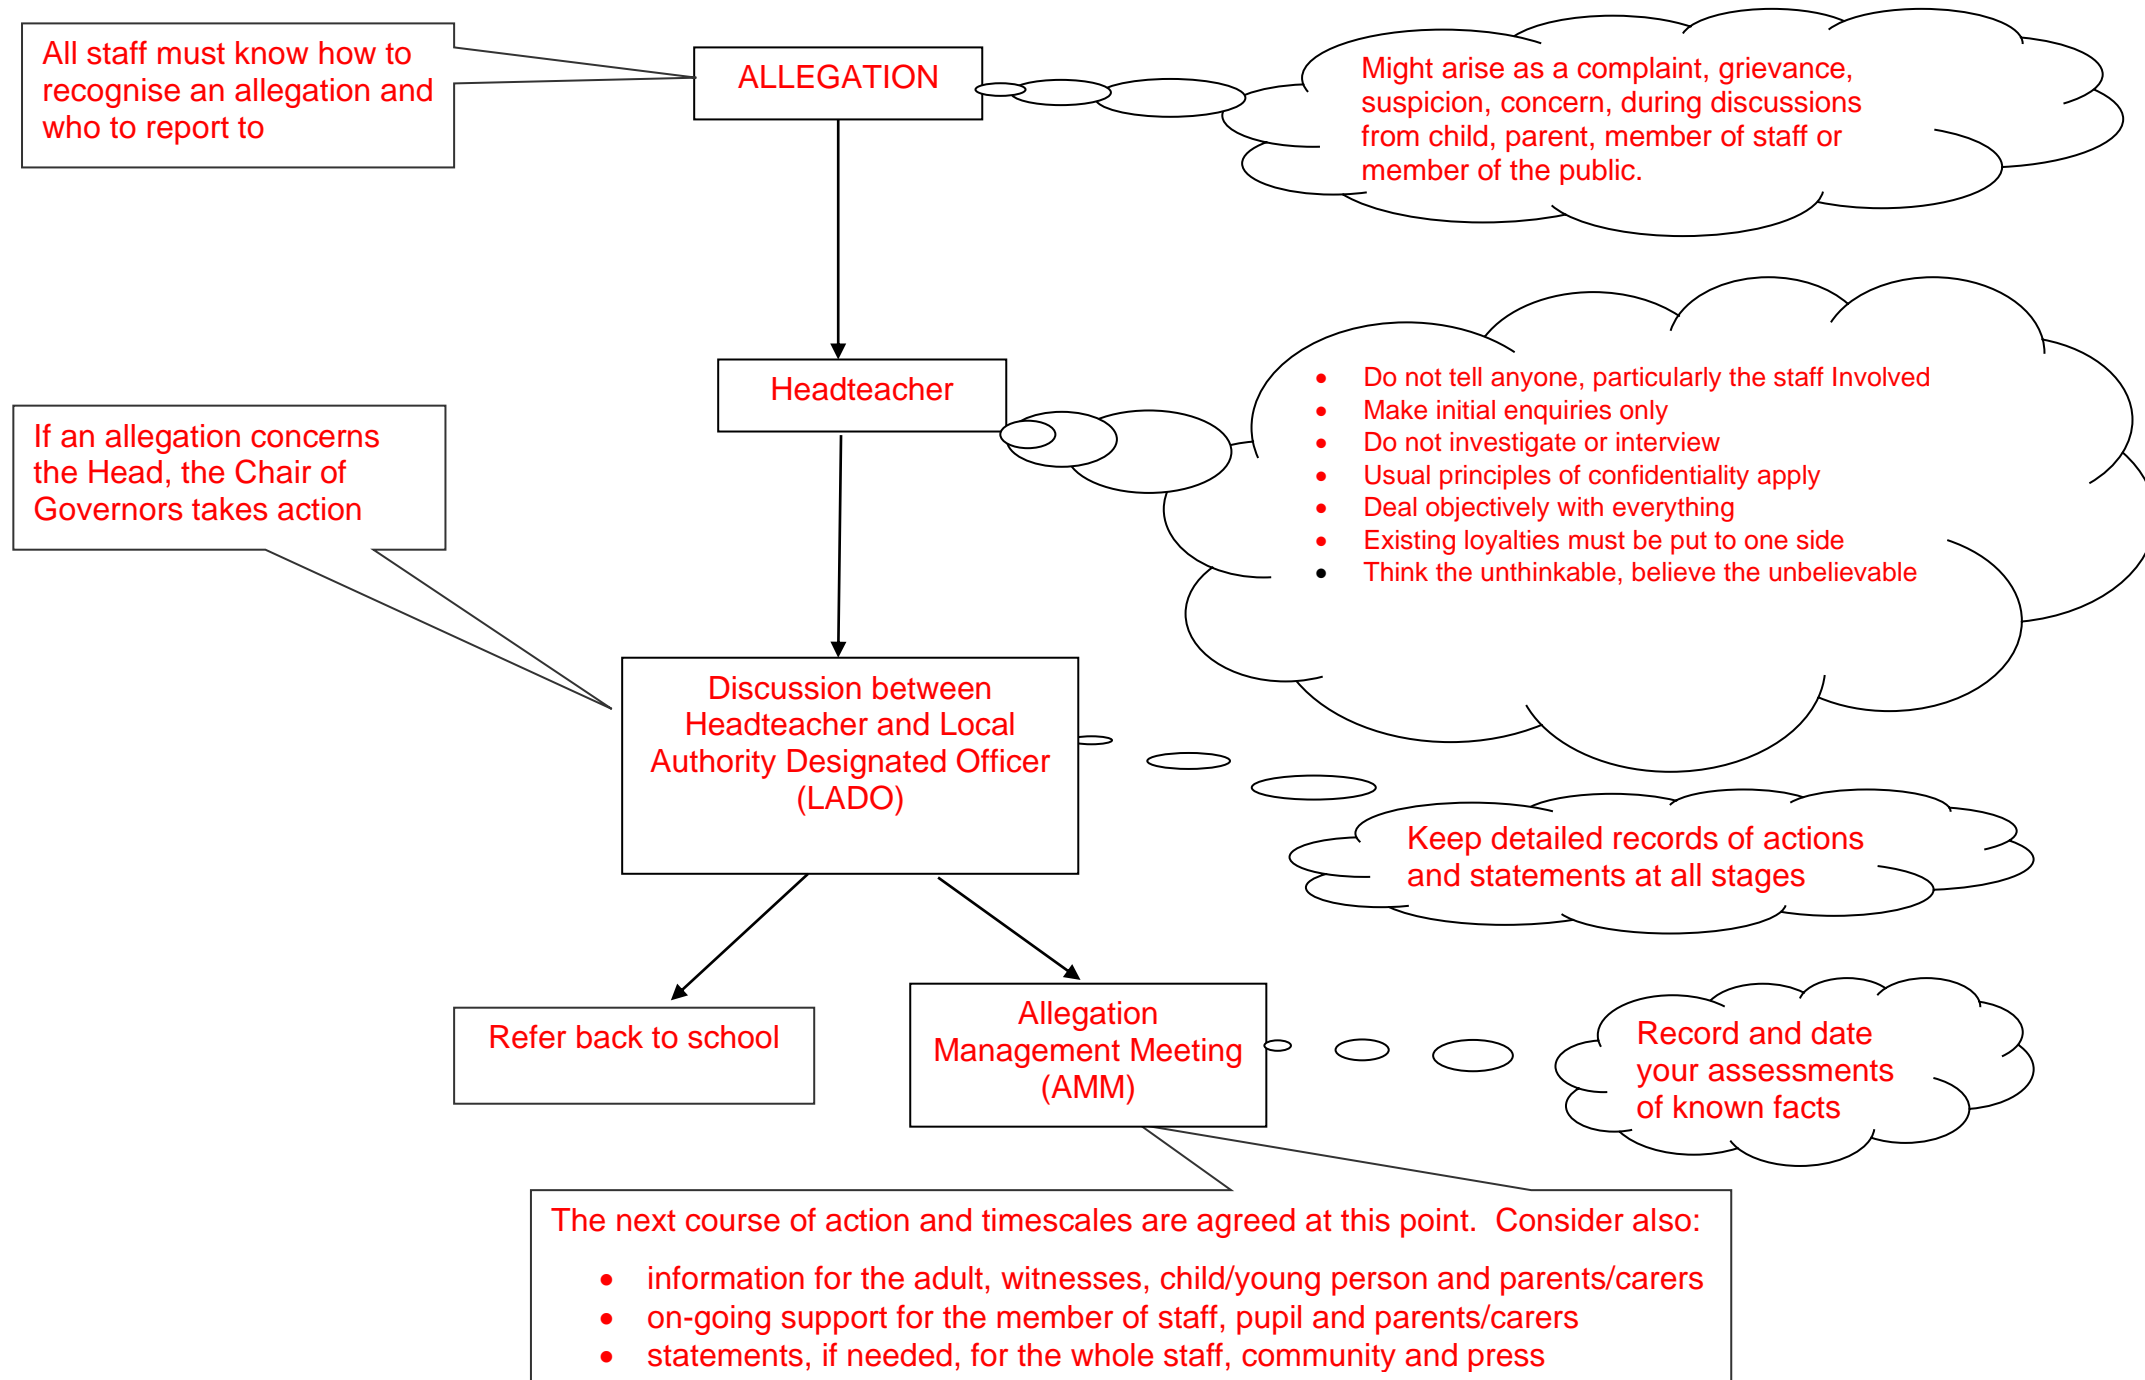 All staff must know how to
recognise an allegation and
who to report to
ALLEGATION
Might arise as a complaint, grievance,
suspicion, concern, during discussions
from child, parent, member of staff or
member of the public.
Headteacher
• Do not tell anyone, particularly the staff Involved
• Make initial enquiries only
• Do not investigate or interview
• Usual principles of confidentiality apply
• Deal objectively with everything
• Existing loyalties must be put to one side
• Think the unthinkable, believe the unbelievable
If an allegation concerns
the Head, the Chair of
Governors takes action
Discussion between
Headteacher and Local
Authority Designated Officer
(LADO)
Keep detailed records of actions
and statements at all stages
Refer back to school
Allegation
Management Meeting
(AMM)
Record and date
your assessments
of known facts
The next course of action and timescales are agreed at this point.  Consider also:
• information for the adult, witnesses, child/young person and parents/carers
• on-going support for the member of staff, pupil and parents/carers
• statements, if needed, for the whole staff, community and press